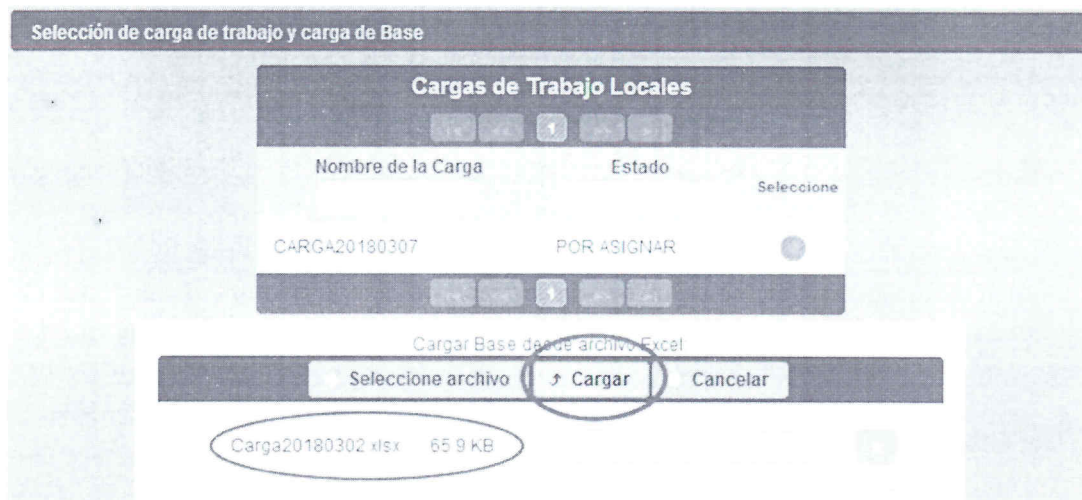 Selección de carga de trabajo y carga de Base
Cargas de Trabajo Locales
1
Nombre de la Carga Estado
Seleccione
CARGA20180307 POR ASIGNAR
1
Cargar Base desde archivo Excel
Seleccione archivo Cargar Cancelar
Carga20180302.xlsx 65.9 KB